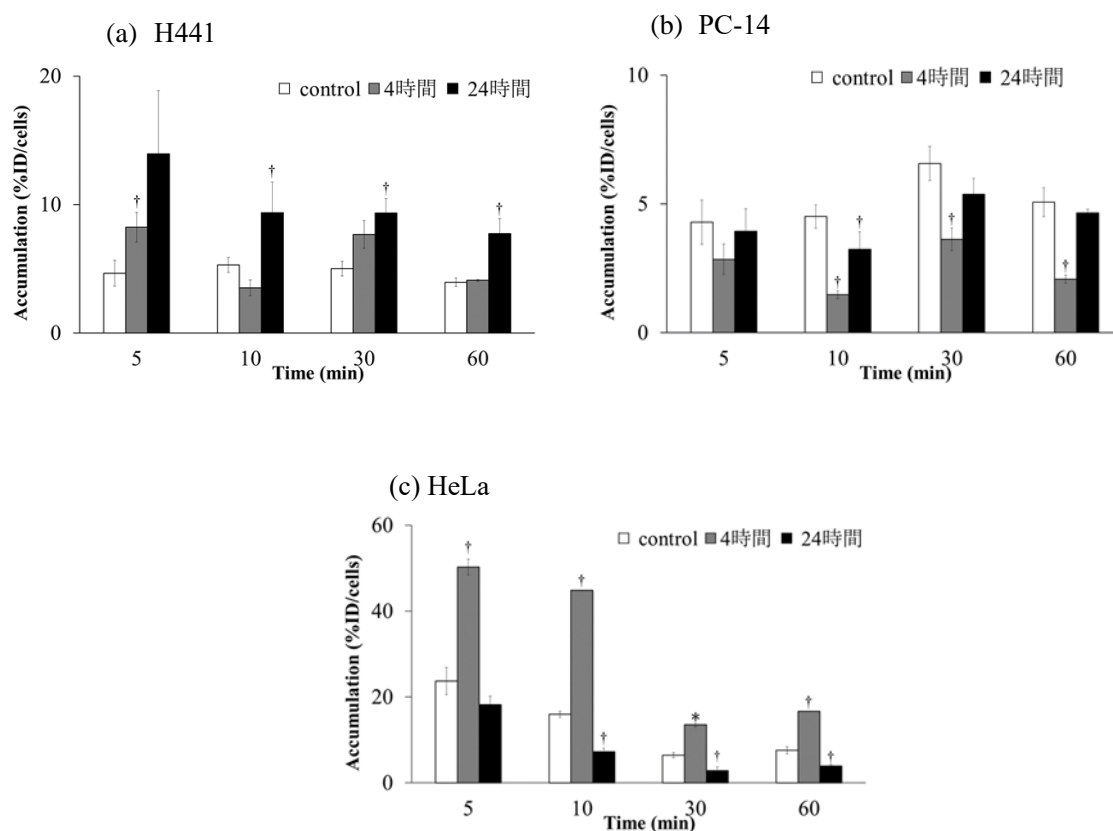 (a) H441
20
10
0
Accumulation (%ID/cells)
control 4時間 24時間
†
†
†
†
5 10 30 60
Time (min)
(b) PC-14
10
5
0
Accumulation (%ID/cells)
control 4時間 24時間
†
†
†
†
5 10 30 60
Time (min)
(c) HeLa
60
40
20
0
Accumulation (%ID/cells)
control 4時間 24時間
†
†
†
*
†
†
†
5 10 30 60
Time (min)